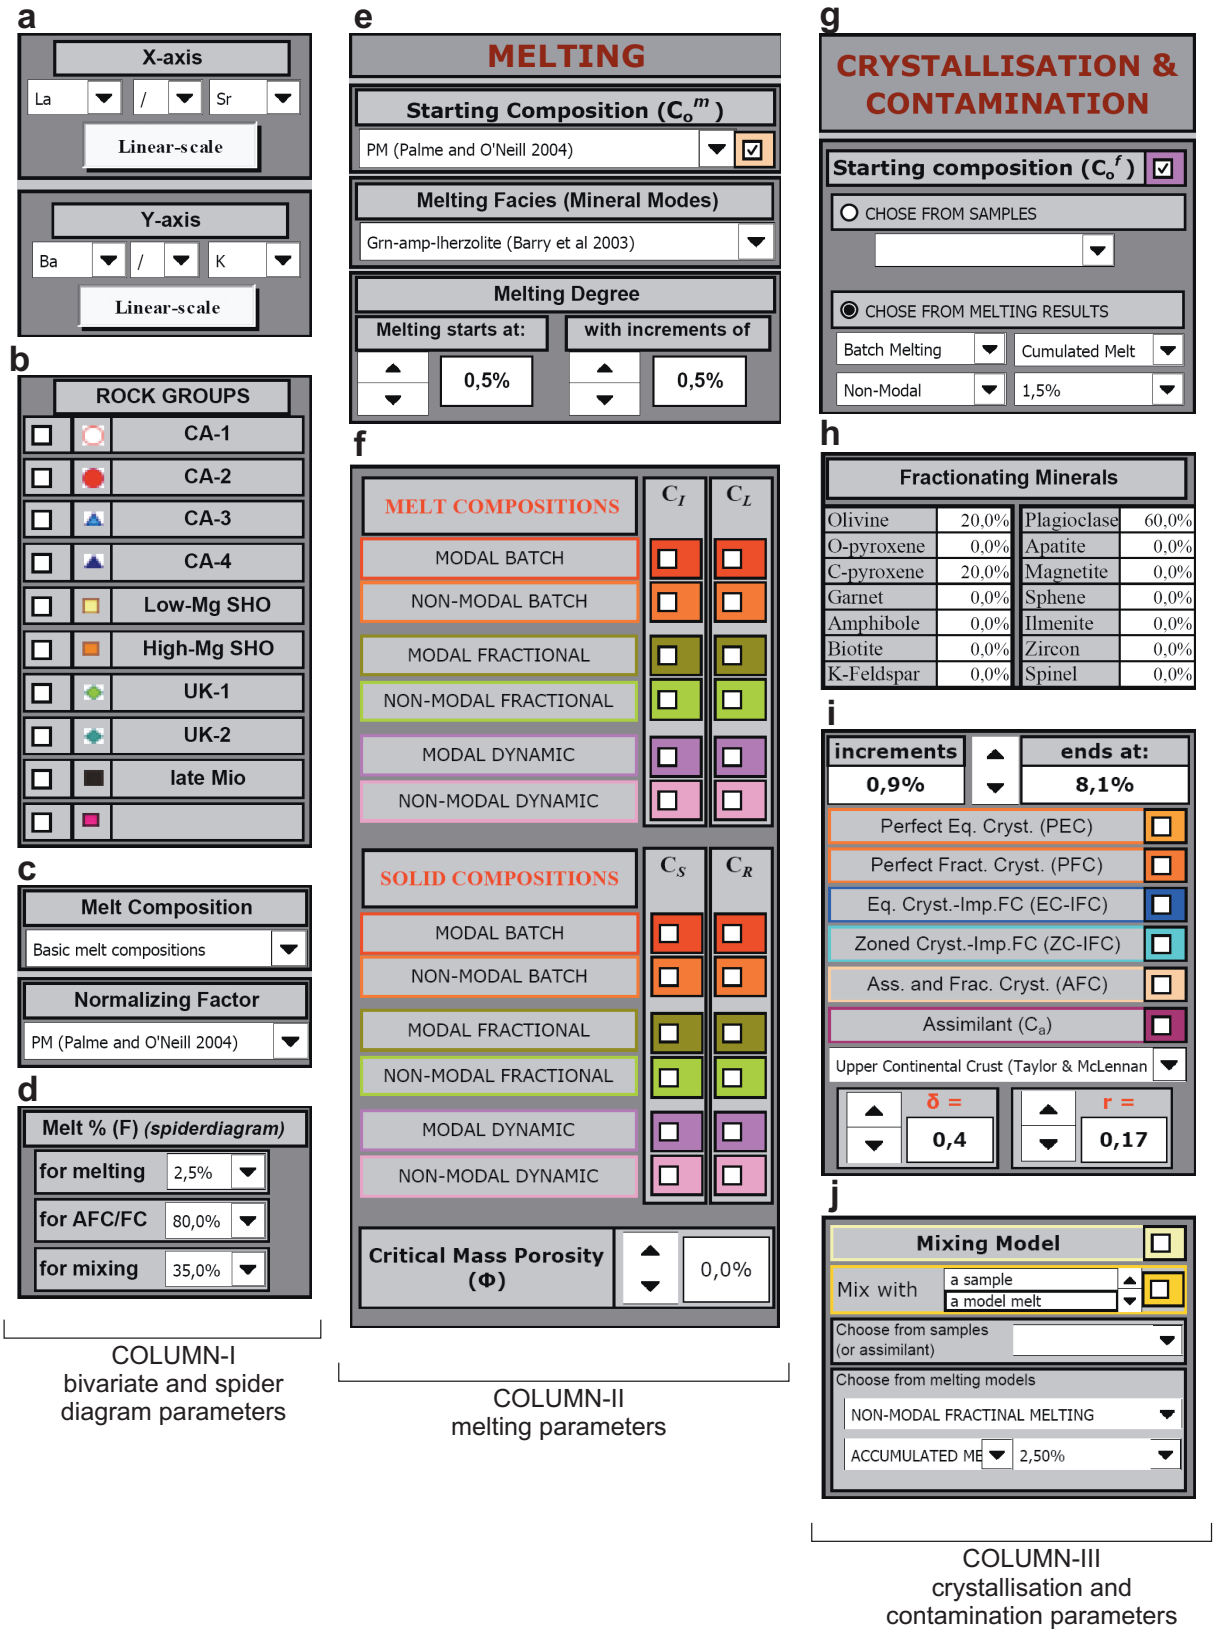 a
X-axis
La / Sr
Linear-scale
Y-axis
Ba / K
Linear-scale
b
ROCK GROUPS
CA-1
CA-2
CA-3
CA-4
Low-Mg SHO
High-Mg SHO
UK-1
UK-2
late Mio
c
Melt Composition
Basic melt compositions
Normalizing Factor
PM (Palme and O'Neill 2004)
d
Melt % (F) (spiderdiagram)
for melting 2,5%
for AFC/FC 80,0%
for mixing 35,0%
COLUMN-I
bivariate and spider
diagram parameters
e
MELTING
Starting Composition (Co^m)
PM (Palme and O'Neill 2004)
Melting Facies (Mineral Modes)
Grn-amp-lherzolite (Barry et al 2003)
Melting Degree
Melting starts at: with increments of
0,5% 0,5%
f
MELT COMPOSITIONS CI CL
MODAL BATCH
NON-MODAL BATCH
MODAL FRACTIONAL
NON-MODAL FRACTIONAL
MODAL DYNAMIC
NON-MODAL DYNAMIC
SOLID COMPOSITIONS CS CR
MODAL BATCH
NON-MODAL BATCH
MODAL FRACTIONAL
NON-MODAL FRACTIONAL
MODAL DYNAMIC
NON-MODAL DYNAMIC
Critical Mass Porosity
(Φ)
0,0%
COLUMN-II
melting parameters
g
CRYSTALLISATION &
CONTAMINATION
Starting composition (Co^f)
CHOSE FROM SAMPLES
CHOSE FROM MELTING RESULTS
Batch Melting Cumulated Melt
Non-Modal 1,5%
h
Fractionating Minerals
Olivine 20,0% Plagioclase 60,0%
O-pyroxene 0,0% Apatite 0,0%
C-pyroxene 20,0% Magnetite 0,0%
Garnet 0,0% Sphene 0,0%
Amphibole 0,0% Ilmenite 0,0%
Biotite 0,0% Zircon 0,0%
K-Feldspar 0,0% Spinel 0,0%
i
increments ends at:
0,9% 8,1%
Perfect Eq. Cryst. (PEC)
Perfect Fract. Cryst. (PFC)
Eq. Cryst.-Imp.FC (EC-IFC)
Zoned Cryst.-Imp.FC (ZC-IFC)
Ass. and Frac. Cryst. (AFC)
Assimilant (Ca)
Upper Continental Crust (Taylor & McLennan
δ = r =
0,4 0,17
j
Mixing Model
Mix with
a sample
a model melt
Choose from samples
(or assimilant)
Choose from melting models
NON-MODAL FRACTINAL MELTING
ACCUMULATED ME 2,50%
COLUMN-III
crystallisation and
contamination parameters